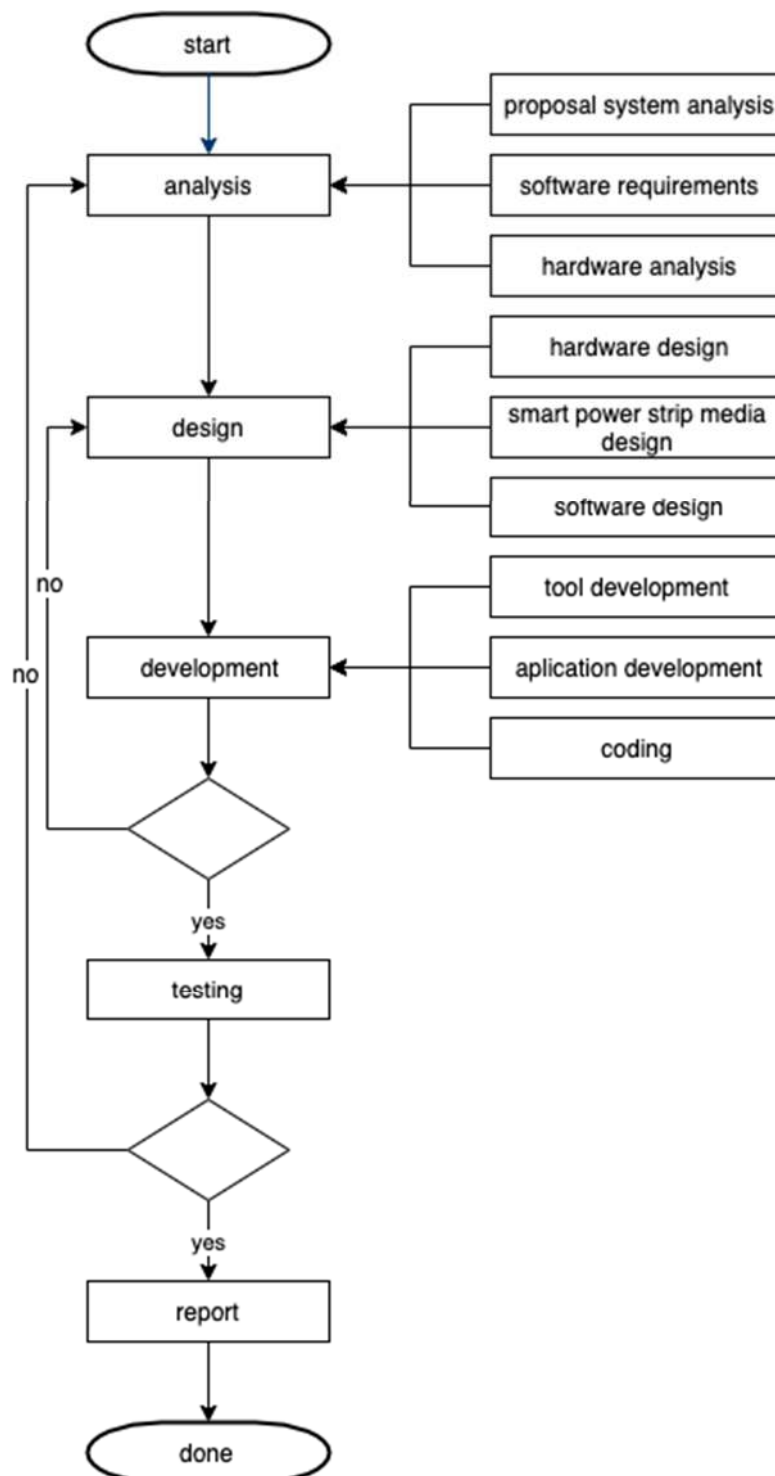 start
proposal system analysis
analysis
software requirements
hardware analysis
hardware design
design
smart power strip media
design
software design
no
tool development
development
aplication development
no
coding
yes
testing
yes
report
done